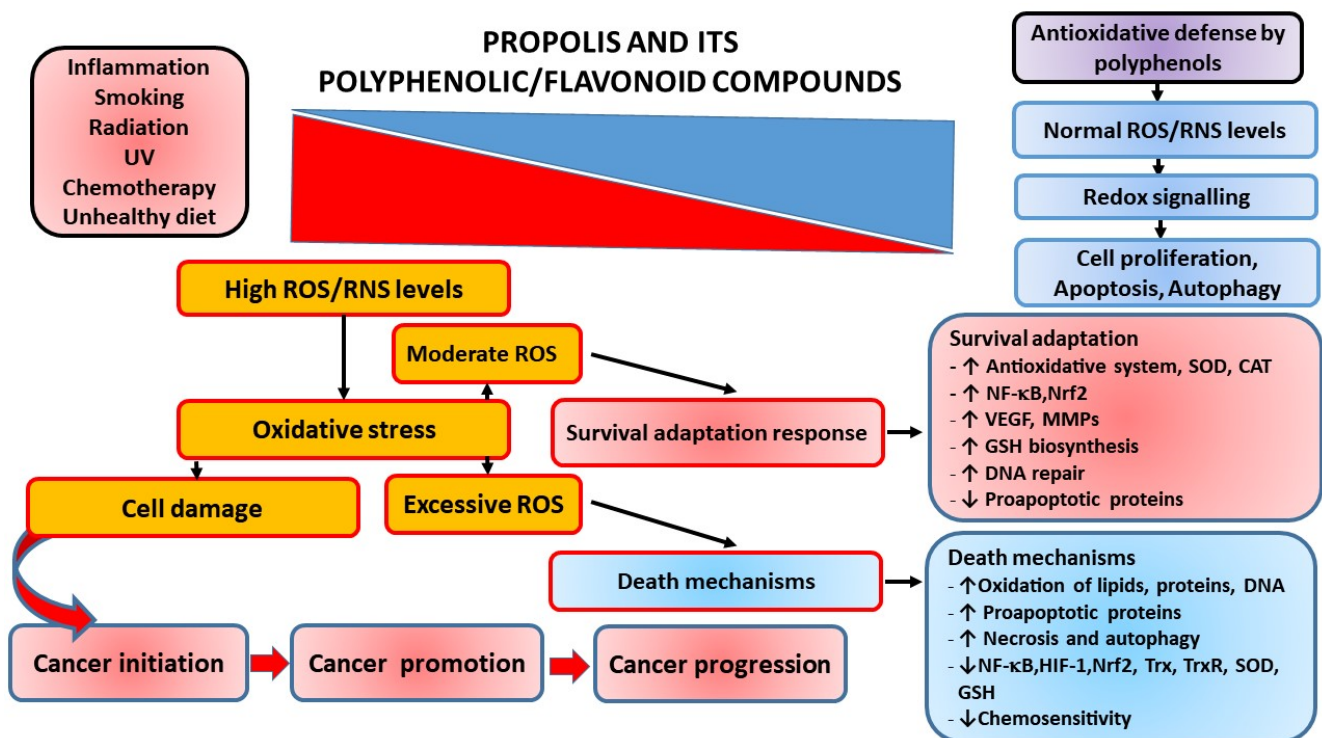 PROPOLIS AND ITS
POLYPHENOLIC/FLAVONOID COMPOUNDS
Inflammation
Smoking
Radiation
UV
Chemotherapy
Unhealthy diet
Antioxidative defense by
polyphenols
Normal ROS/RNS levels
Redox signalling
Cell proliferation,
Apoptosis, Autophagy
High ROS/RNS levels
Moderate ROS
Oxidative stress
Survival adaptation response
Cell damage
Excessive ROS
Death mechanisms
Survival adaptation
- ↑ Antioxidative system, SOD, CAT
- ↑ NF-κB,Nrf2
- ↑ VEGF, MMPs
- ↑ GSH biosynthesis
- ↑ DNA repair
- ↓ Proapoptotic proteins
Death mechanisms
- ↑Oxidation of lipids, proteins, DNA
- ↑ Proapoptotic proteins
- ↑ Necrosis and autophagy
- ↓NF-κB,HIF-1,Nrf2, Trx, TrxR, SOD,
GSH
- ↓Chemosensitivity
Cancer initiation
Cancer promotion
Cancer progression